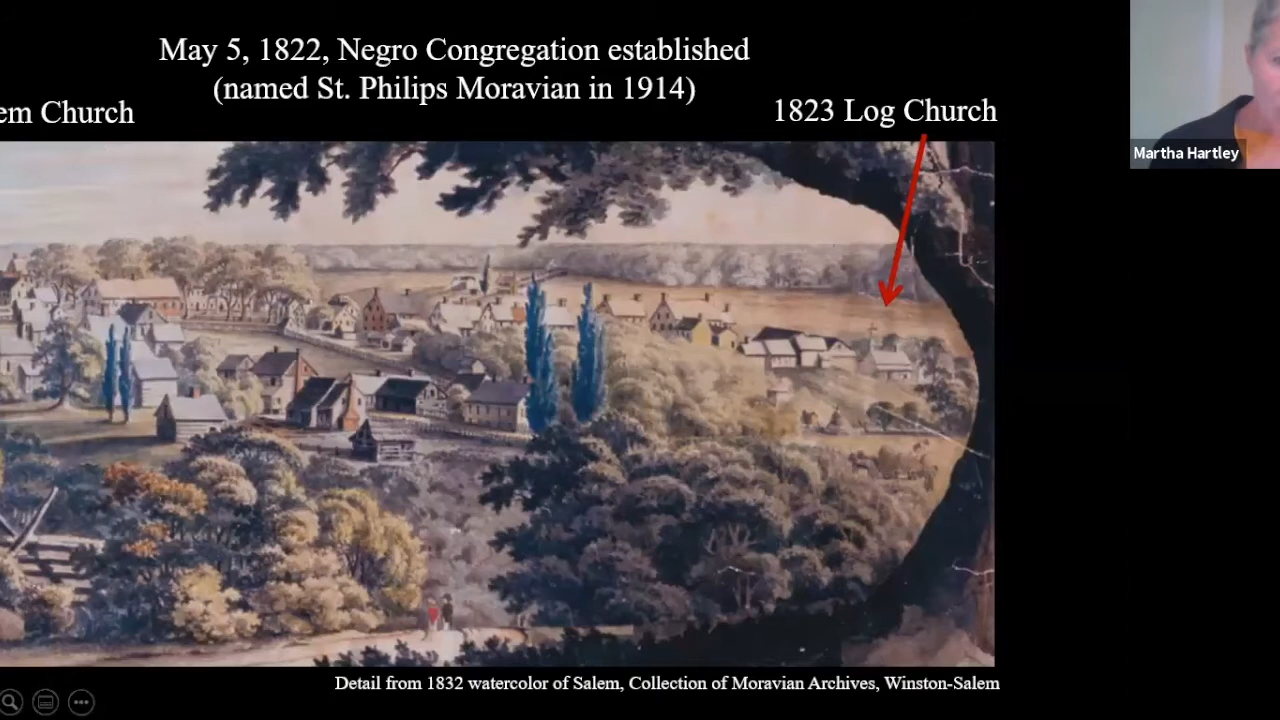 May 5, 1822, Negro Congregation established
(named St. Philips Moravian in 1914)
em Church
1823 Log Church
Martha Hartley
Detail from 1832 watercolor of Salem, Collection of Moravian Archives, Winston-Salem